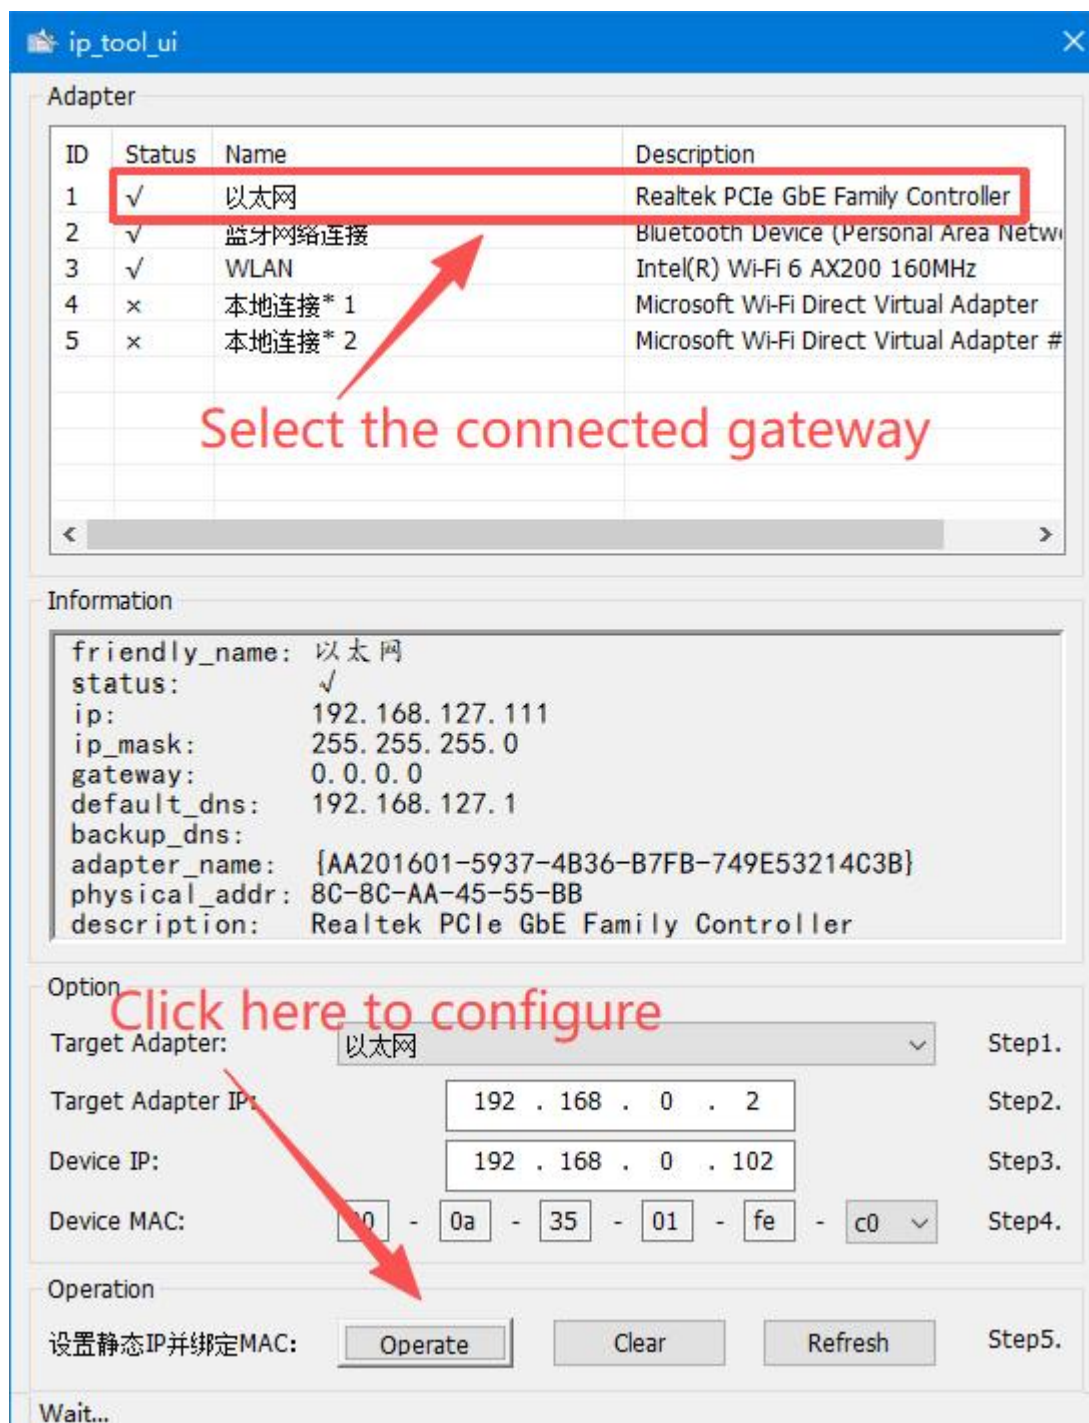 ip_tool_ui
Adapter
ID Status Name Description
1 √ 以太网 Realtek PCIe GbE Family Controller
2 √ 蓝牙网络连接 Bluetooth Device (Personal Area Netw
3 √ WLAN Intel(R) Wi-Fi 6 AX200 160MHz
4 × 本地连接* 1 Microsoft Wi-Fi Direct Virtual Adapter
5 × 本地连接* 2 Microsoft Wi-Fi Direct Virtual Adapter #
Select the connected gateway
Information
friendly_name: 以太网
status: √
ip: 192.168.127.111
ip_mask: 255.255.255.0
gateway: 0.0.0.0
default_dns: 192.168.127.1
backup_dns:
adapter_name: {AA201601-5937-4B36-B7FB-749E53214C3B}
physical_addr: 8C-8C-AA-45-55-BB
description: Realtek PCIe GbE Family Controller
Option
Click here to configure
Target Adapter: 以太网 Step1.
Target Adapter IP: 192 . 168 . 0 . 2 Step2.
Device IP: 192 . 168 . 0 . 102 Step3.
Device MAC: - 0a - 35 - 01 - fe - c0 Step4.
Operation
设置静态IP并绑定MAC: Operate Clear Refresh Step5.
Wait...